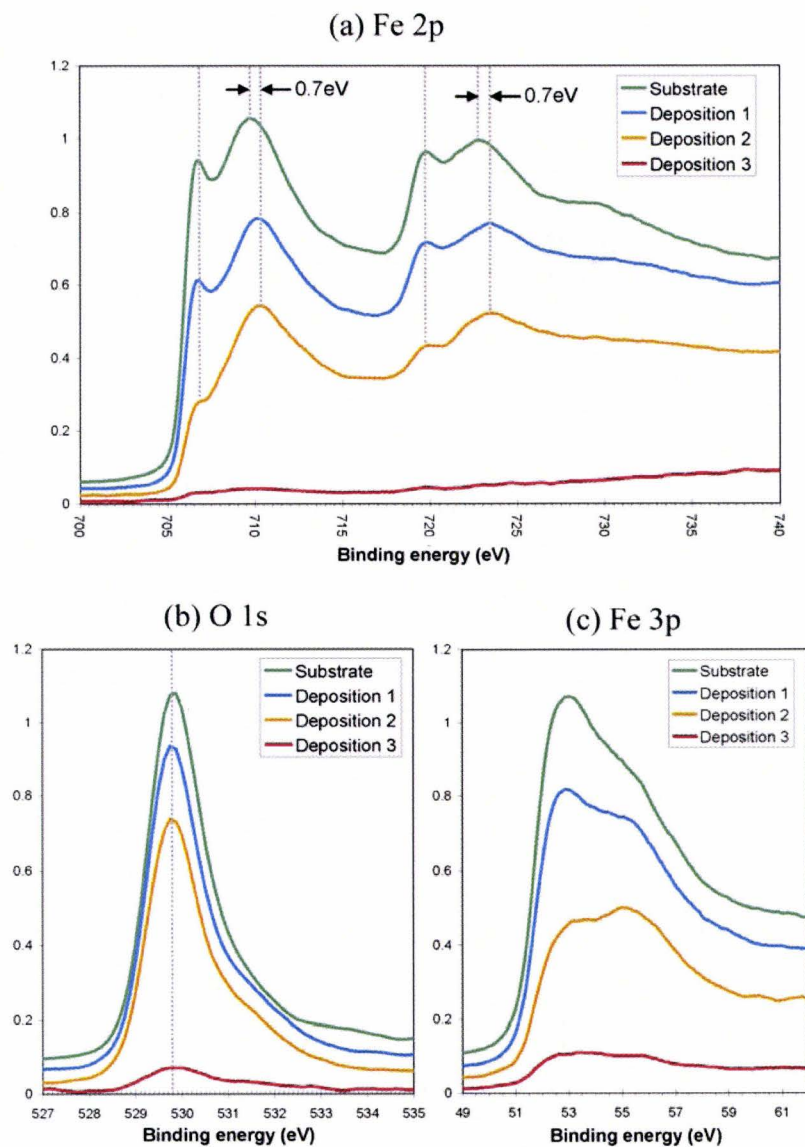 (a) Fe 2p
1.2
1
0.8
0.6
0.4
0.2
0
0.7eV
0.7eV
Substrate
Deposition 1
Deposition 2
Deposition 3
700
705
710
715
720
725
730
735
740
Binding energy (eV)
(b) O 1s
1.2
1
0.8
0.6
0.4
0.2
0
Substrate
Deposition 1
Deposition 2
Deposition 3
527
528
529
530
531
532
533
534
535
Binding energy (eV)
(c) Fe 3p
1.2
1
0.8
0.6
0.4
0.2
0
Substrate
Deposition 1
Deposition 2
Deposition 3
49
51
53
55
57
59
61
Binding energy (eV)